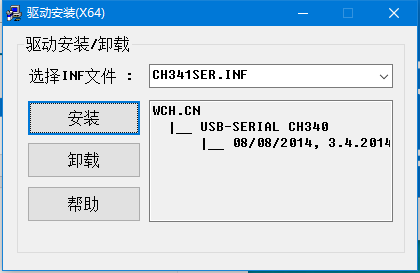 驱动安装(X64)
驱动安装/卸载
选择INF文件 :
CH341SER.INF
安装
卸载
帮助
WCH.CN
|__ USB-SERIAL CH340
|__ 08/08/2014, 3.4.2014